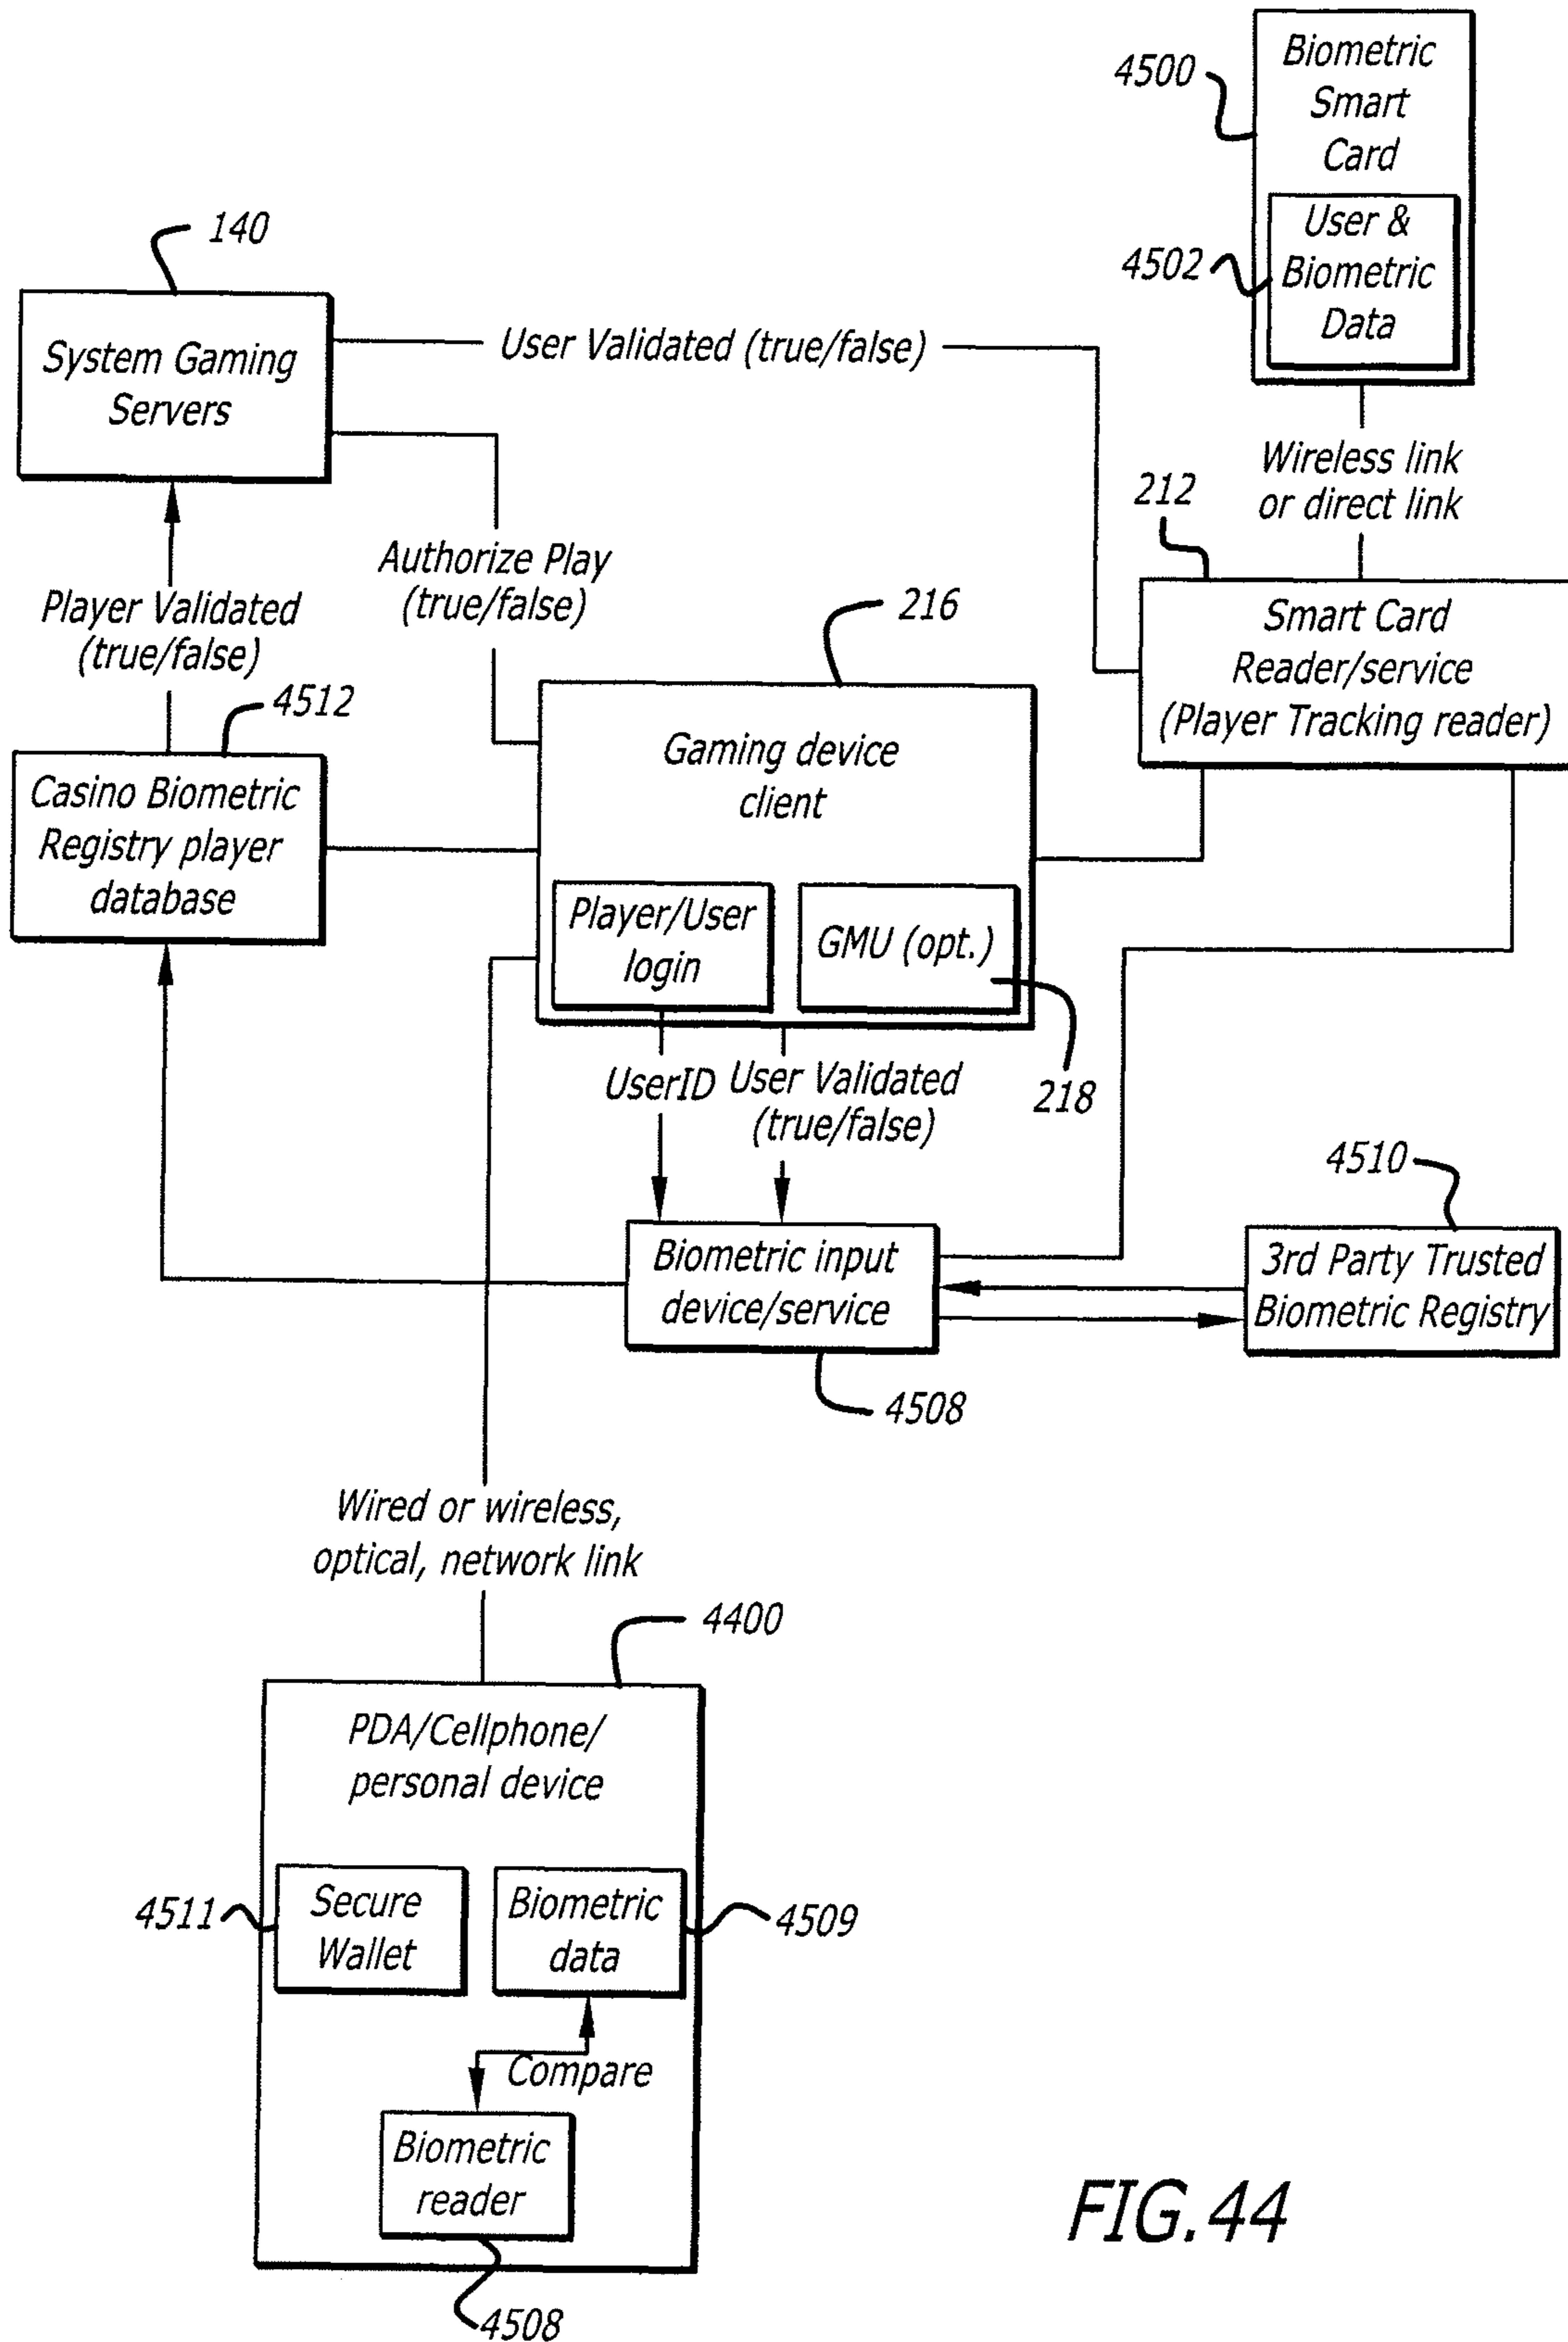 4500
Biometric
Smart
Card
4502
User &
Biometric
Data
140
System Gaming
Servers
User Validated (true/false)
Wireless link
or direct link
212
Smart Card
Reader/service
(Player Tracking reader)
Authorize Play
(true/false)
Player Validated
(true/false)
216
4512
Casino Biometric
Registry player
database
Gaming device
client
Player/User
login
GMU (opt.)
218
UserID
User Validated
(true/false)
4510
3rd Party Trusted
Biometric Registry
Biometric input
device/service
4508
Wired or wireless,
optical, network link
4400
PDA/Cellphone/
personal device
4511
Secure
Wallet
Biometric
data
4509
Compare
Biometric
reader
4508
FIG.44